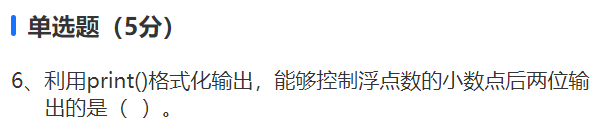 单选题（5分）
6、利用print()格式化输出，能够控制浮点数的小数点后两位输
出的是（  ）。